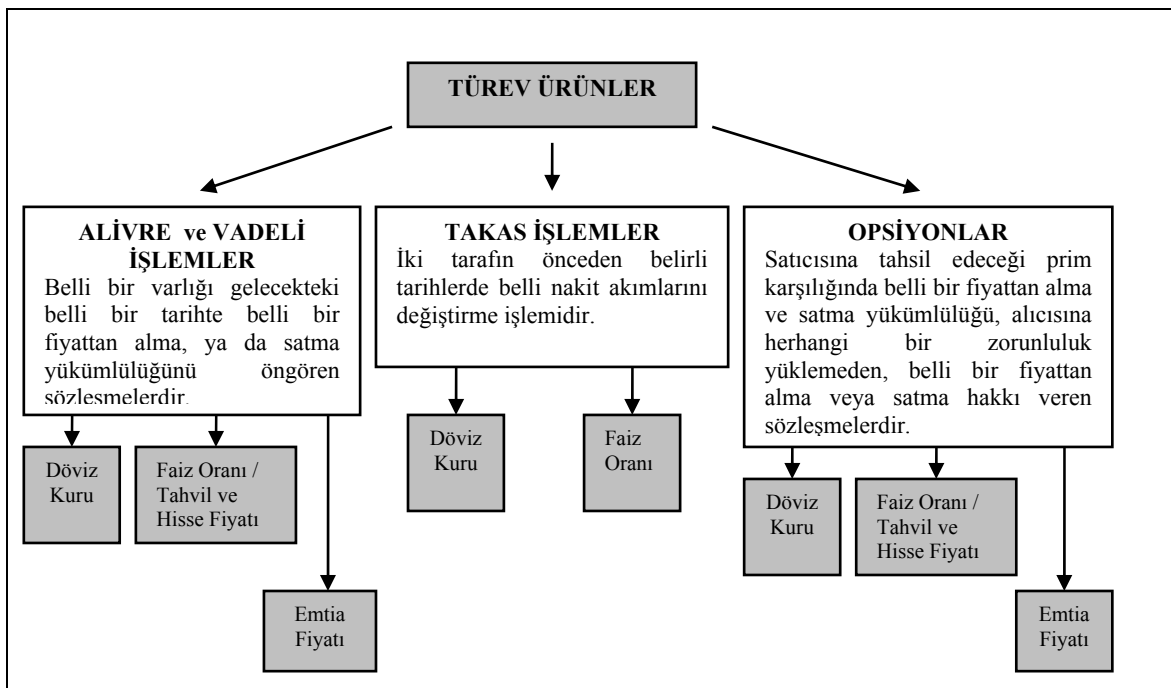 TÜREV ÜRÜNLER
ALİVRE ve VADELİ
İŞLEMLER
Belli bir varlığı gelecekteki
belli bir tarihte belli bir
fiyattan alma, ya da satma
yükümlülüğünü öngören
sözleşmelerdir.
Döviz
Kuru
Faiz Oranı /
Tahvil ve
Hisse Fiyatı
Emtia
Fiyatı
TAKAS İŞLEMLER
İki tarafın önceden belirli
tarihlerde belli nakit akımlarını
değiştirme işlemidir.
Döviz
Kuru
Faiz
Oranı
OPSİYONLAR
Satıcısına tahsil edeceği prim
karşılığında belli bir fiyattan alma
ve satma yükümlülüğü, alıcısına
herhangi bir zorunluluk
yüklemeden, belli bir fiyattan
alma veya satma hakkı veren
sözleşmelerdir.
Döviz
Kuru
Faiz Oranı /
Tahvil ve
Hisse Fiyatı
Emtia
Fiyatı